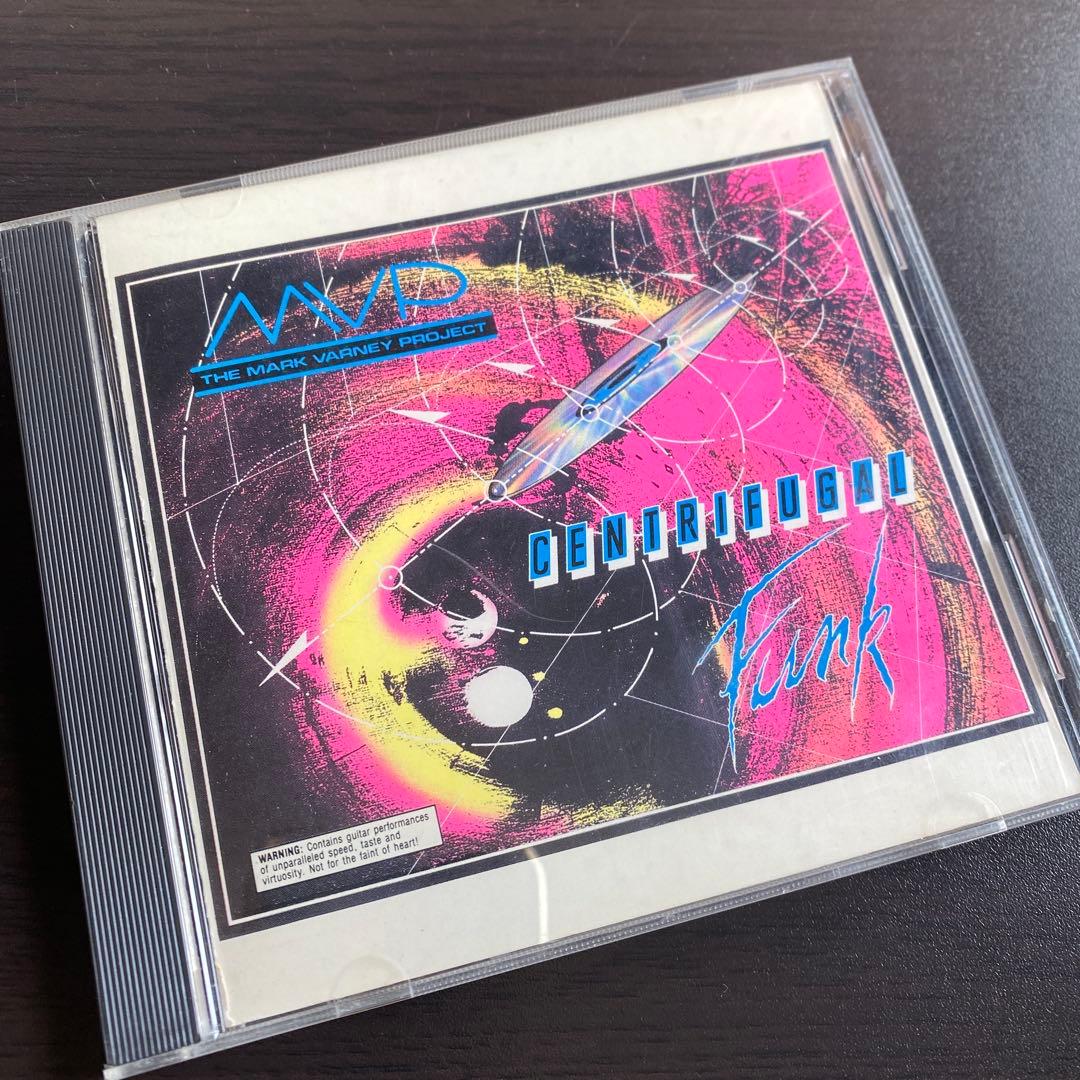 MVP
THE MARK VARNEY PROJECT
CENTRIFUGAL
Funk
WARNING: Contains guitar performances
of unparalleled speed, taste and
virtuosity. Not for the faint of heart!